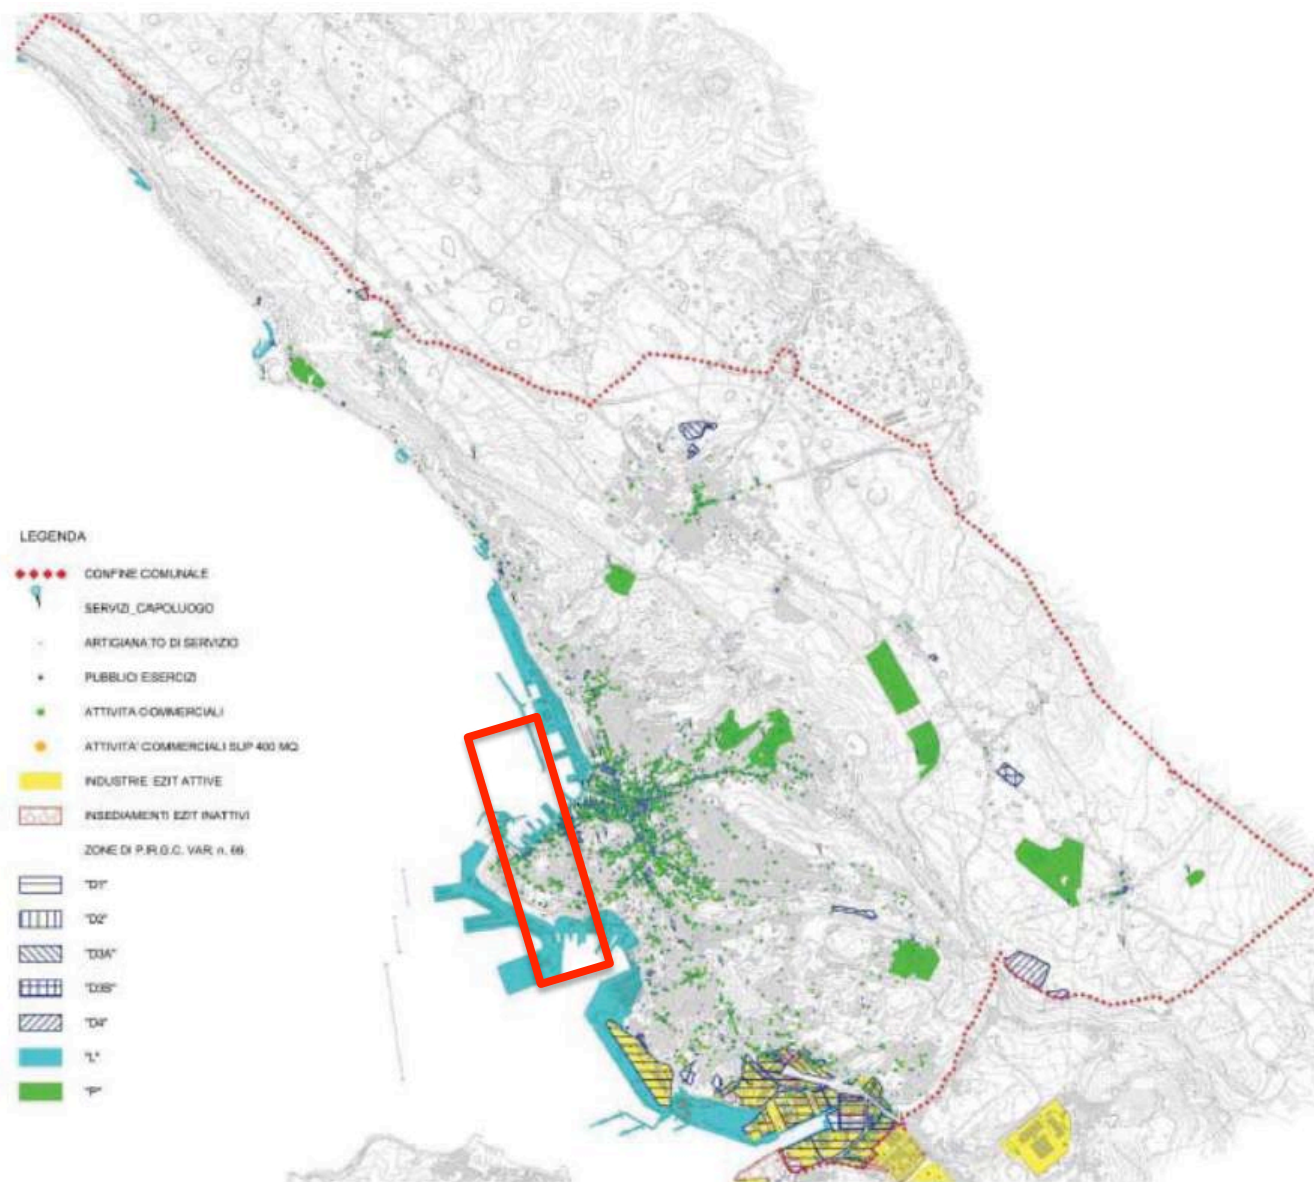 LEGENDA
CONFINE COMUNALE
SERVIZI_CAPOLUOGO
ARTIGIANATO DI SERVIZIO
PUBBLICI ESERCIZI
ATTIVITA COMMERCIALI
ATTIVITA' COMMERCIALI SUP 400 MQ
INDUSTRIE EZIT ATTIVE
INSEDIAMENTI EZIT INATTIVI
ZONE DI P.R.G.C. VAR. n. 66
"D1"
"D2"
"D3A"
"D3B"
"D4"
"L"
"P"